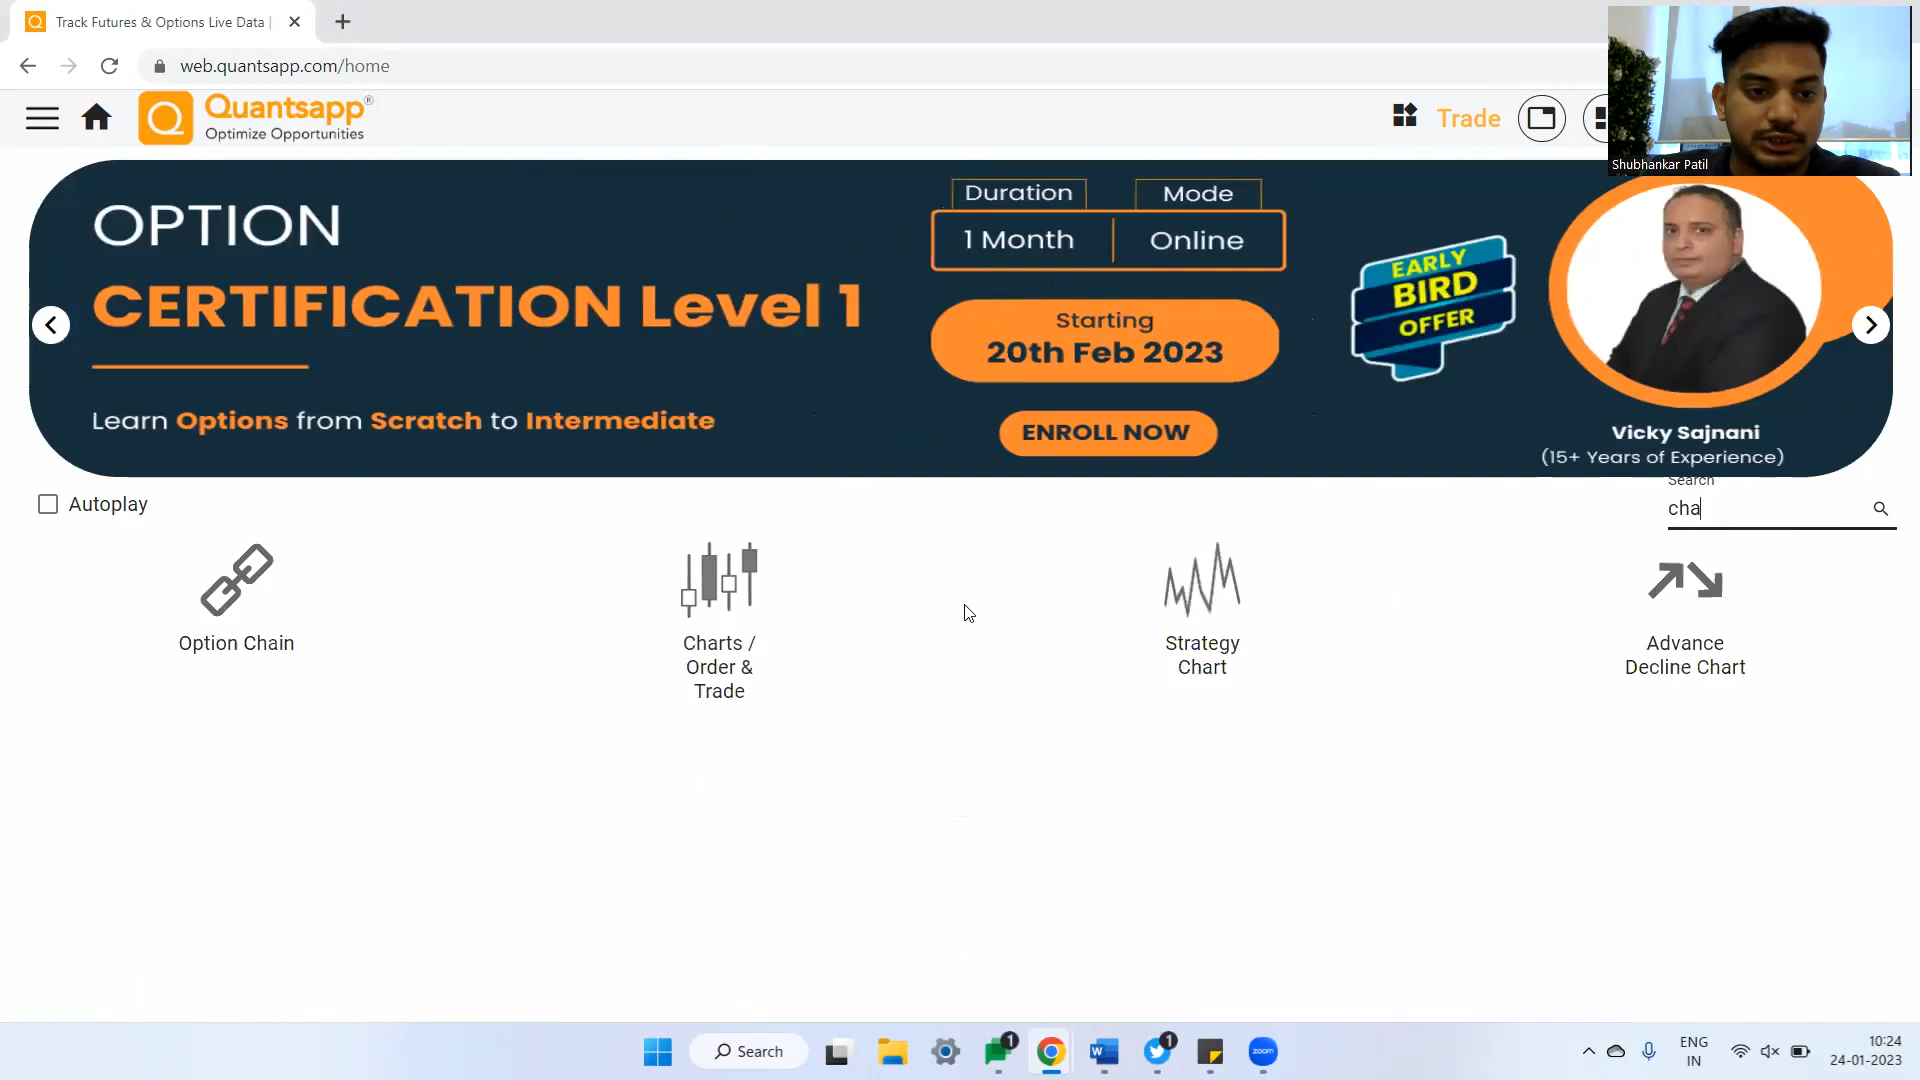 Track Futures & Options Live Data |
web.quantsapp.com/home
Quantsapp®
Optimize Opportunities
Trade
Shubhankar Patil
OPTION
CERTIFICATION Level 1
Learn Options from Scratch to Intermediate
Duration
Mode
1 Month
Online
Starting
20th Feb 2023
ENROLL NOW
EARLY
BIRD
OFFER
Vicky Sajnani
(15+ Years of Experience)
Autoplay
Search
cha
Option Chain
Charts /
Order &
Trade
Strategy
Chart
Advance
Decline Chart
Search
1
1
zoom
ENG
IN
10:24
24-01-2023